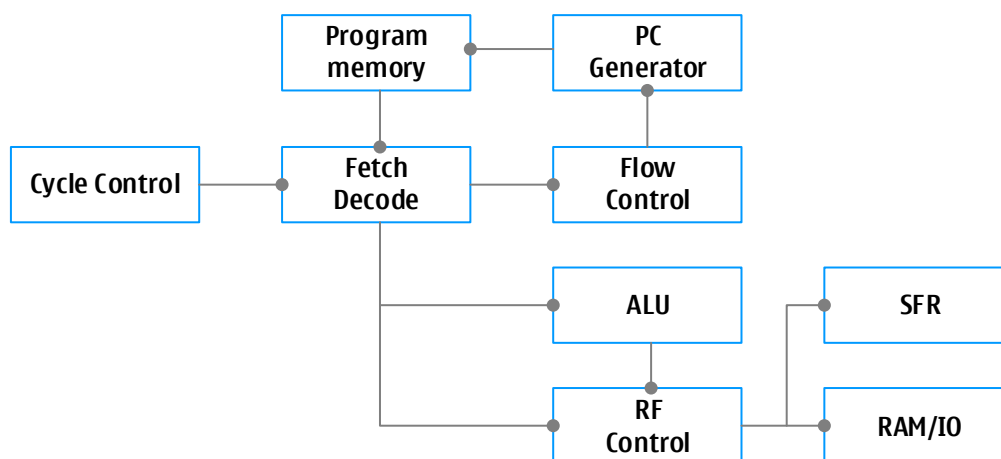 Program
memory
PC
Generator
Cycle Control
Fetch
Decode
Flow
Control
ALU
SFR
RF
Control
RAM/IO